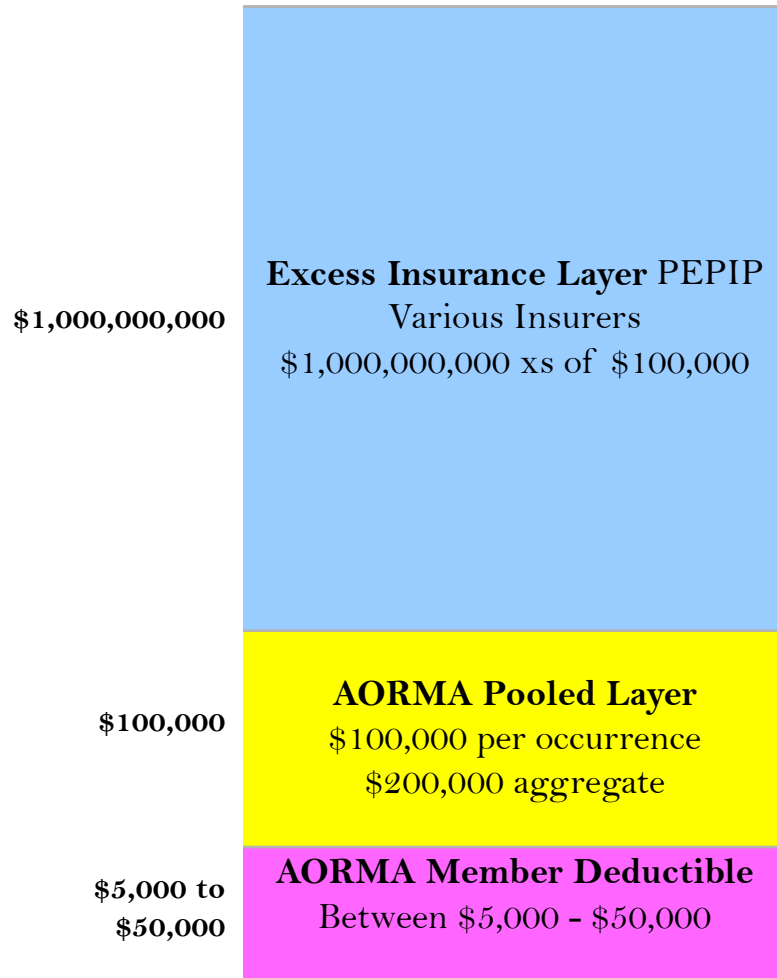 Excess Insurance Layer PEPIP
Various Insurers
$1,000,000,000
$1,000,000,000 xs of $100,000
AORMA Pooled Layer
$100,000
$100,000 per occurrence
$200,000 aggregate
AORMA Member Deductible
$5,000 to
$50,000
Between $5,000 - $50,000